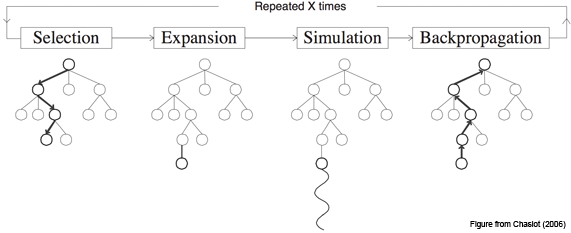 Repeated X times
Selection
Expansion
Simulation
Backpropagation
Figure from Chaslot (2006)